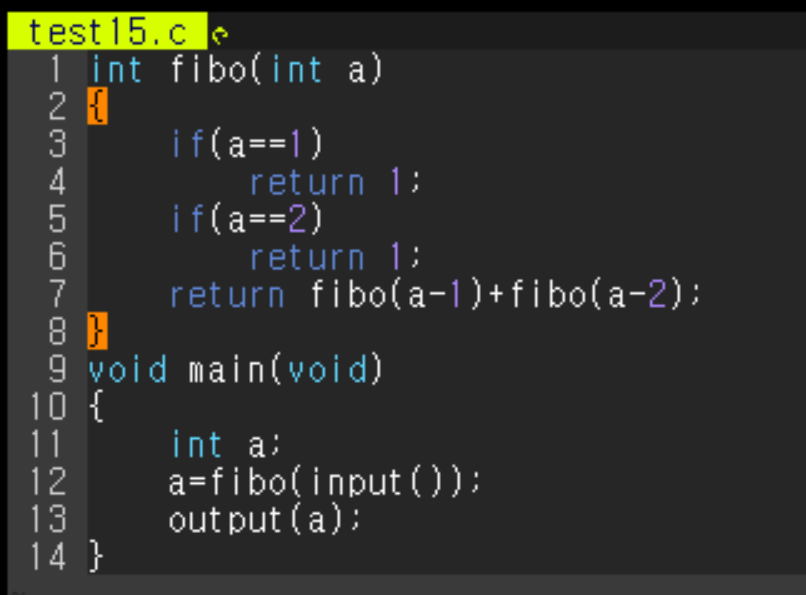 test15.c
1 int fibo(int a)
2 {
3     if(a==1)
4         return 1;
5     if(a==2)
6         return 1;
7     return fibo(a-1)+fibo(a-2);
8 }
9 void main(void)
10 {
11     int a;
12     a=fibo(input());
13     output(a);
14 }